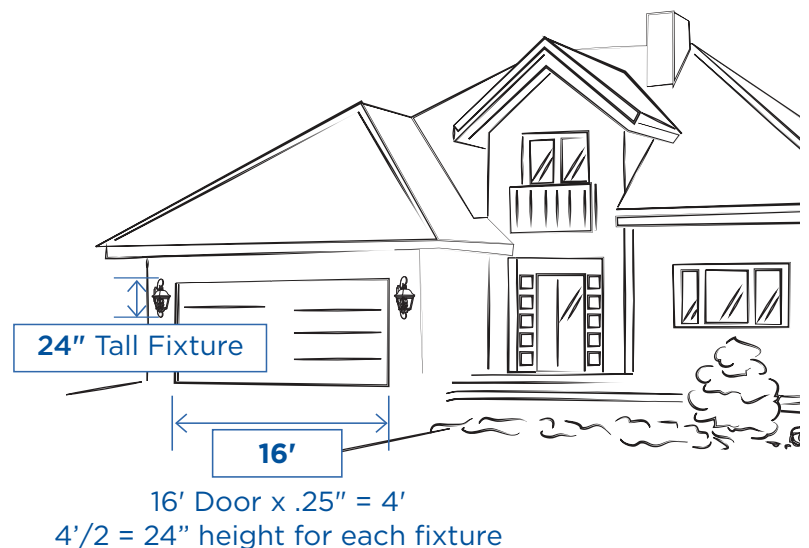 24" Tall Fixture
16'
16' Door x .25" = 4'
4'/2 = 24” height for each fixture